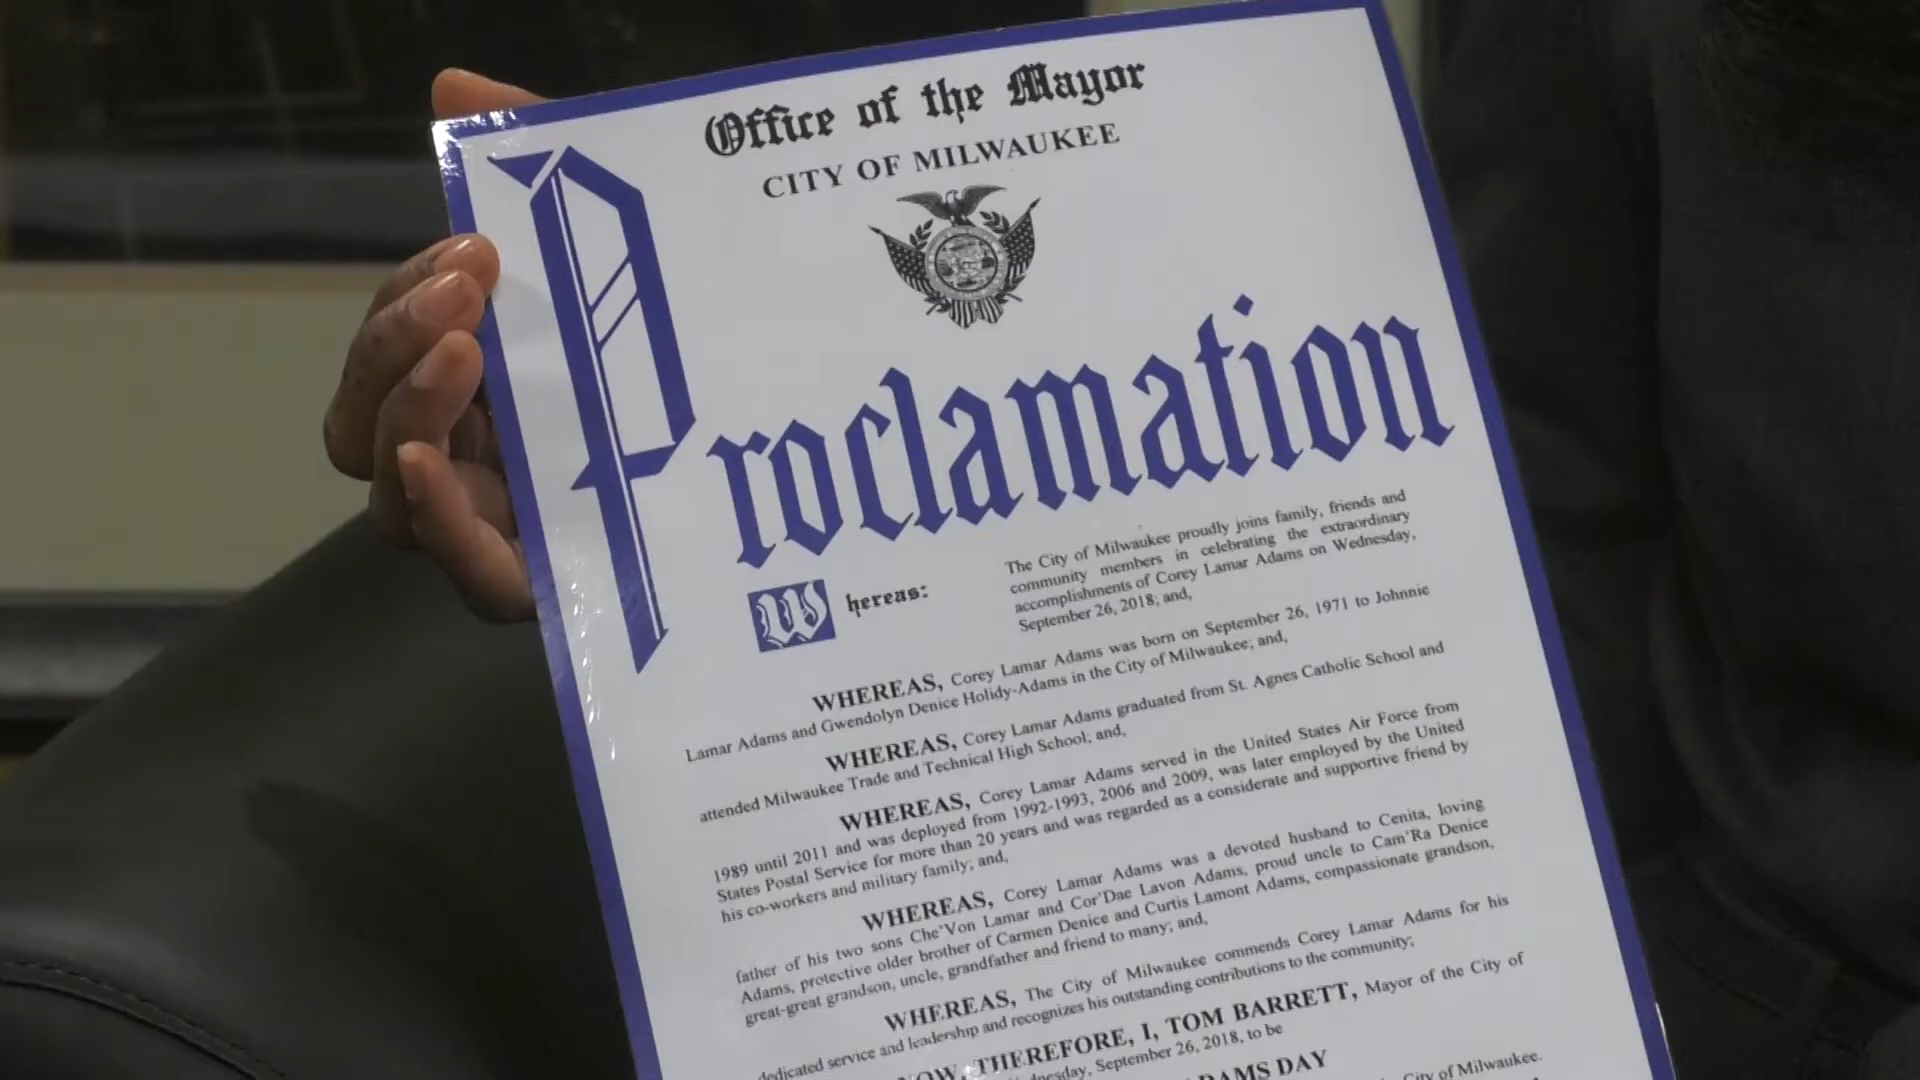 Office of the Mayor
CITY OF MILWAUKEE
Proclamation
Whereas:
The City of Milwaukee proudly joins family, friends and
community members in celebrating the extraordinary
accomplishments of Corey Lamar Adams on Wednesday,
September 26, 2018; and,
WHEREAS, Corey Lamar Adams was born on September 26, 1971 to Johnnie
Lamar Adams and Gwendolyn Denice Holidy-Adams in the City of Milwaukee; and,
WHEREAS, Corey Lamar Adams graduated from St. Agnes Catholic School and
attended Milwaukee Trade and Technical High School; and,
WHEREAS, Corey Lamar Adams served in the United States Air Force from
1989 until 2011 and was deployed from 1992-1993, 2006 and 2009, was later employed by the United
States Postal Service for more than 20 years and was regarded as a considerate and supportive friend by
his co-workers and military family; and,
WHEREAS, Corey Lamar Adams was a devoted husband to Cenita, loving
father of his two sons Che'Von Lamar and Cor'Dae Lavon Adams, proud uncle to Cam'Ra Denice
Adams, protective older brother of Carmen Denice and Curtis Lamont Adams, compassionate grandson,
great-great grandson, uncle, grandfather and friend to many; and,
WHEREAS, The City of Milwaukee commends Corey Lamar Adams for his
dedicated service and leadership and recognizes his outstanding contributions to the community;
THEREFORE, I, TOM BARRETT, Mayor of the City of
September 26, 2018, to be
DAY
City of Milwaukee.